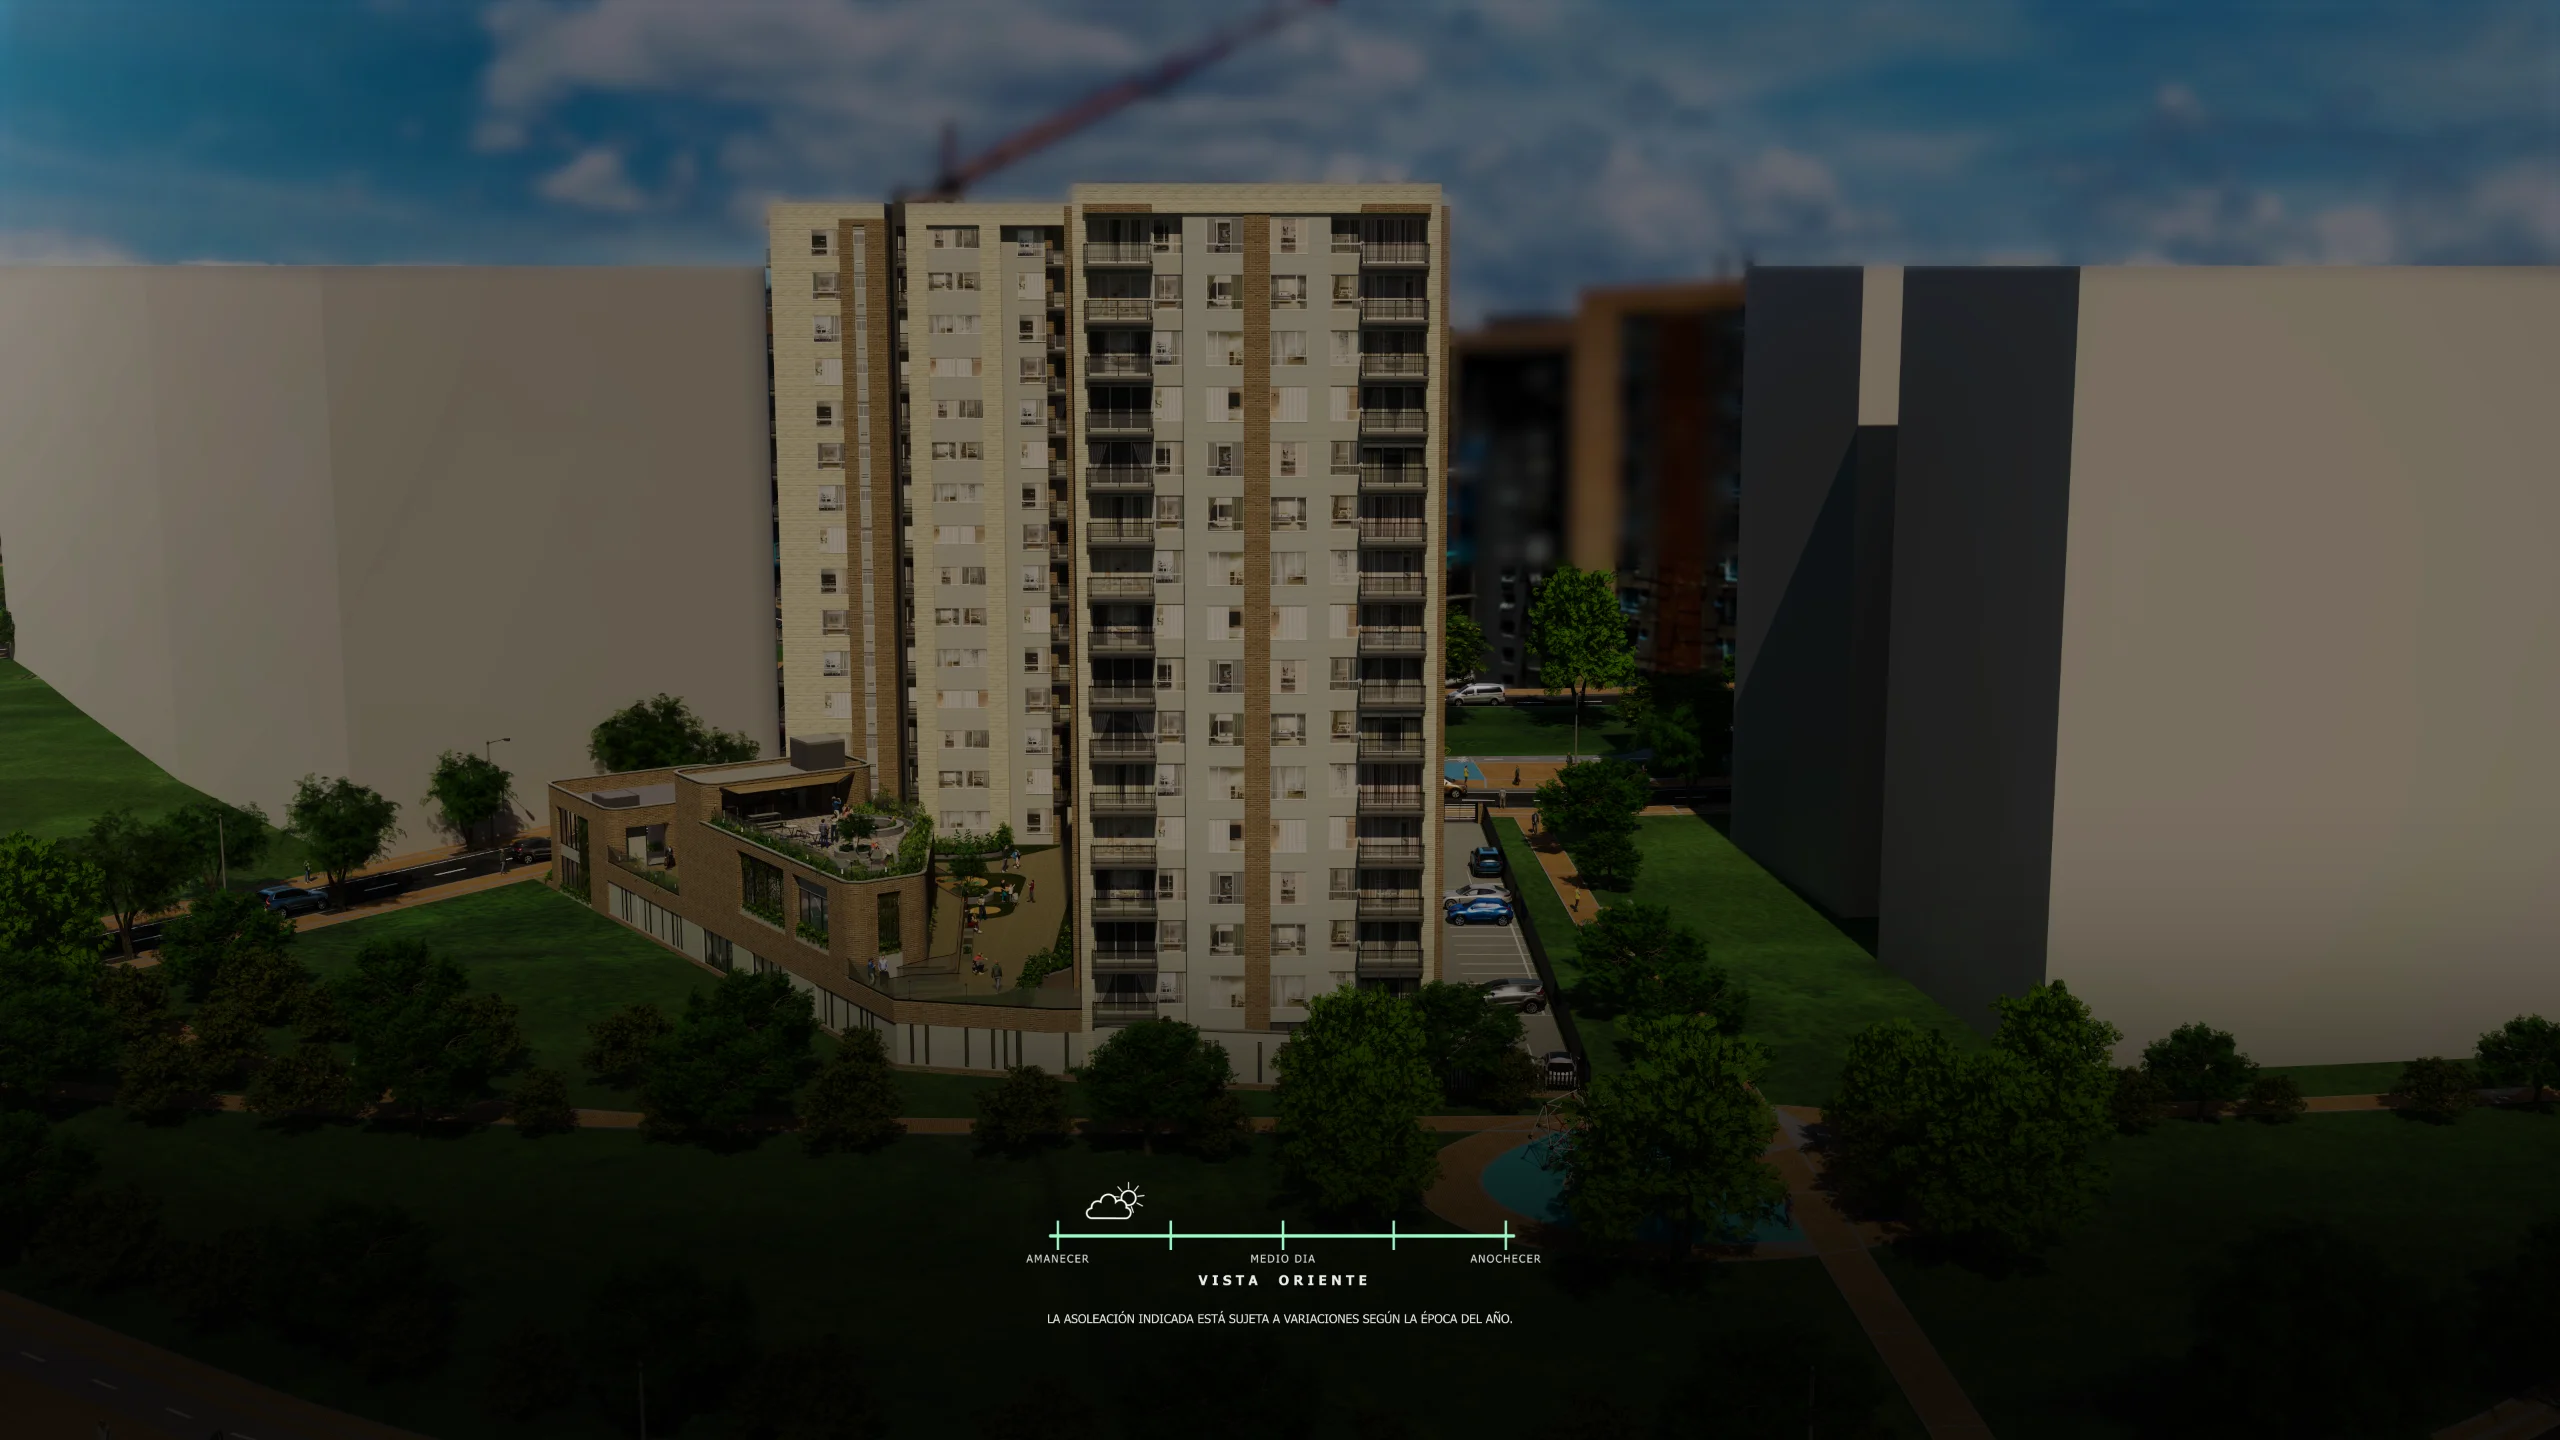 AMANECER MEDIO DIA ANOCHECER
VISTA ORIENTE
LA ASOLEACIÓN INDICADA ESTÁ SUJETA A VARIACIONES SEGÚN LA ÉPOCA DEL AÑO.